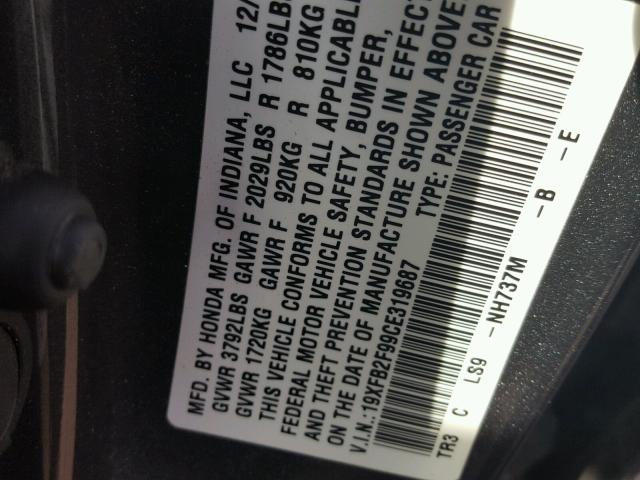 MFD. BY HONDA MFG. OF INDIANA, LLC 12/
GVWR 3792LBS GAWR F 2029LBS R 1786LBS
GVWR 1720KG GAWR F 920KG R 810KG
THIS VEHICLE CONFORMS TO ALL APPLICABLE
FEDERAL MOTOR VEHICLE SAFETY, BUMPER,
AND THEFT PREVENTION STANDARDS IN EFFECT
ON THE DATE OF MANUFACTURE SHOWN ABOVE.
V.I.N.: 19XFB2F99CE319687 TYPE: PASSENGER CAR
TR3 C LS9 -NH737M -B -E